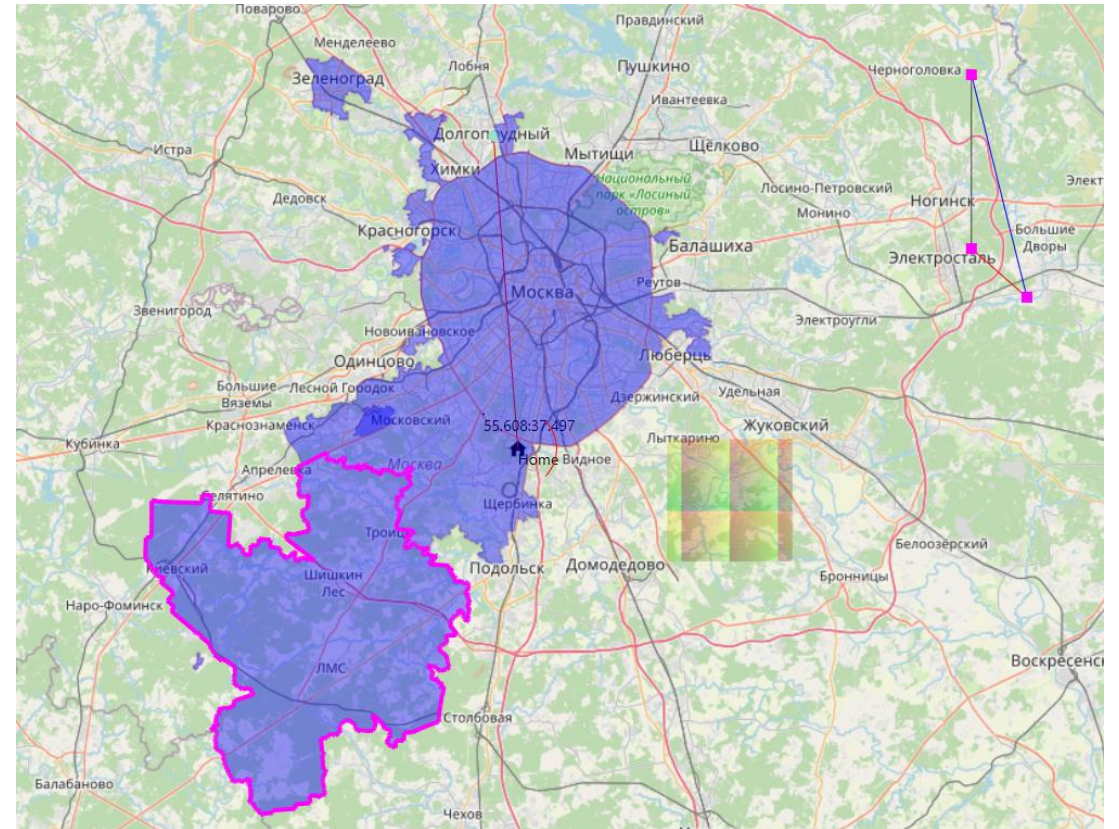 Поварово
Правдинский
Менделеево
Лобня
Пушкино
Черноголовка
Зеленоград
Ивантеевка
Долгопрудный
Истра
Мытищи
Щёлково
Химки
Национальный
парк «Лосиный
остров»
Лосино-Петровский
Элект
Дедовск
Ногинск
Монино
Красногорск
Большие
Дворы
Балашиха
Электросталь
Реутов
Москва
Звенигород
Электроугли
Новоивановское
Одинцово
Люберцы
Большие
Вяземы
Лесной Городок
Удельная
Дзержинский
Краснознаменск
Московский
55.608:37.497
Жуковский
Кубинка
Лыткарино
Home
Видное
Апрелевка
Москва
Селятино
Щербинка
Троицк
Белоозёрский
Киевский
Подольск
Домодедово
Шишкин
Лес
Бронницы
Наро-Фоминск
ЛМС
Воскресенск
Столбовая
Балабаново
Чехов